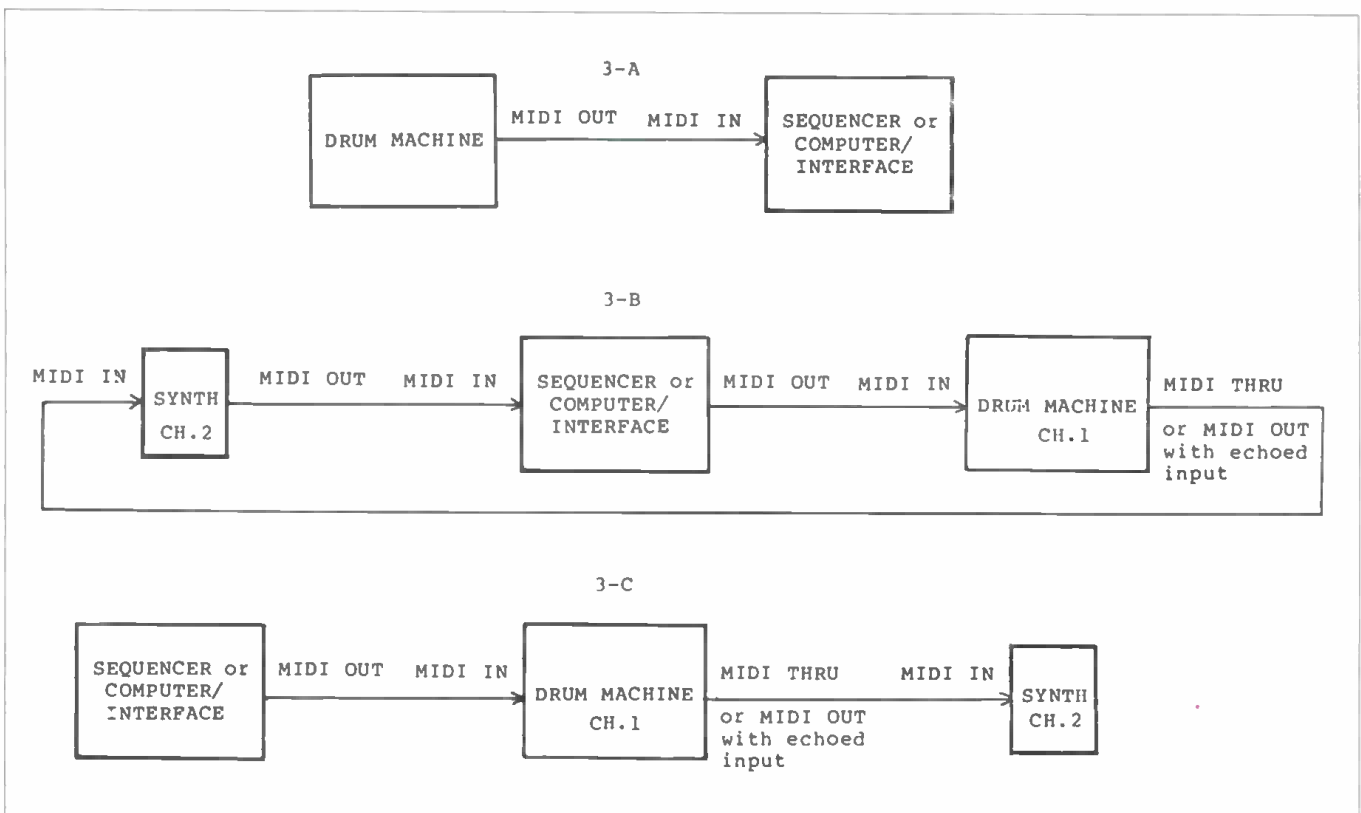 3-A
DRUM MACHINE
MIDI OUT
MIDI IN
SEQUENCER or
COMPUTER/
INTERFACE
3-B
MIDI IN
SYNTH
CH.2
MIDI OUT
MIDI IN
SEQUENCER or
COMPUTER/
INTERFACE
MIDI OUT
MIDI IN
DRUM MACHINE
CH.1
MIDI THRU
or MIDI OUT
with echoed
input
3-C
SEQUENCER or
COMPUTER/
INTERFACE
MIDI OUT
MIDI IN
DRUM MACHINE
CH.1
MIDI THRU
or MIDI OUT
with echoed
input
MIDI IN
SYNTH
CH.2